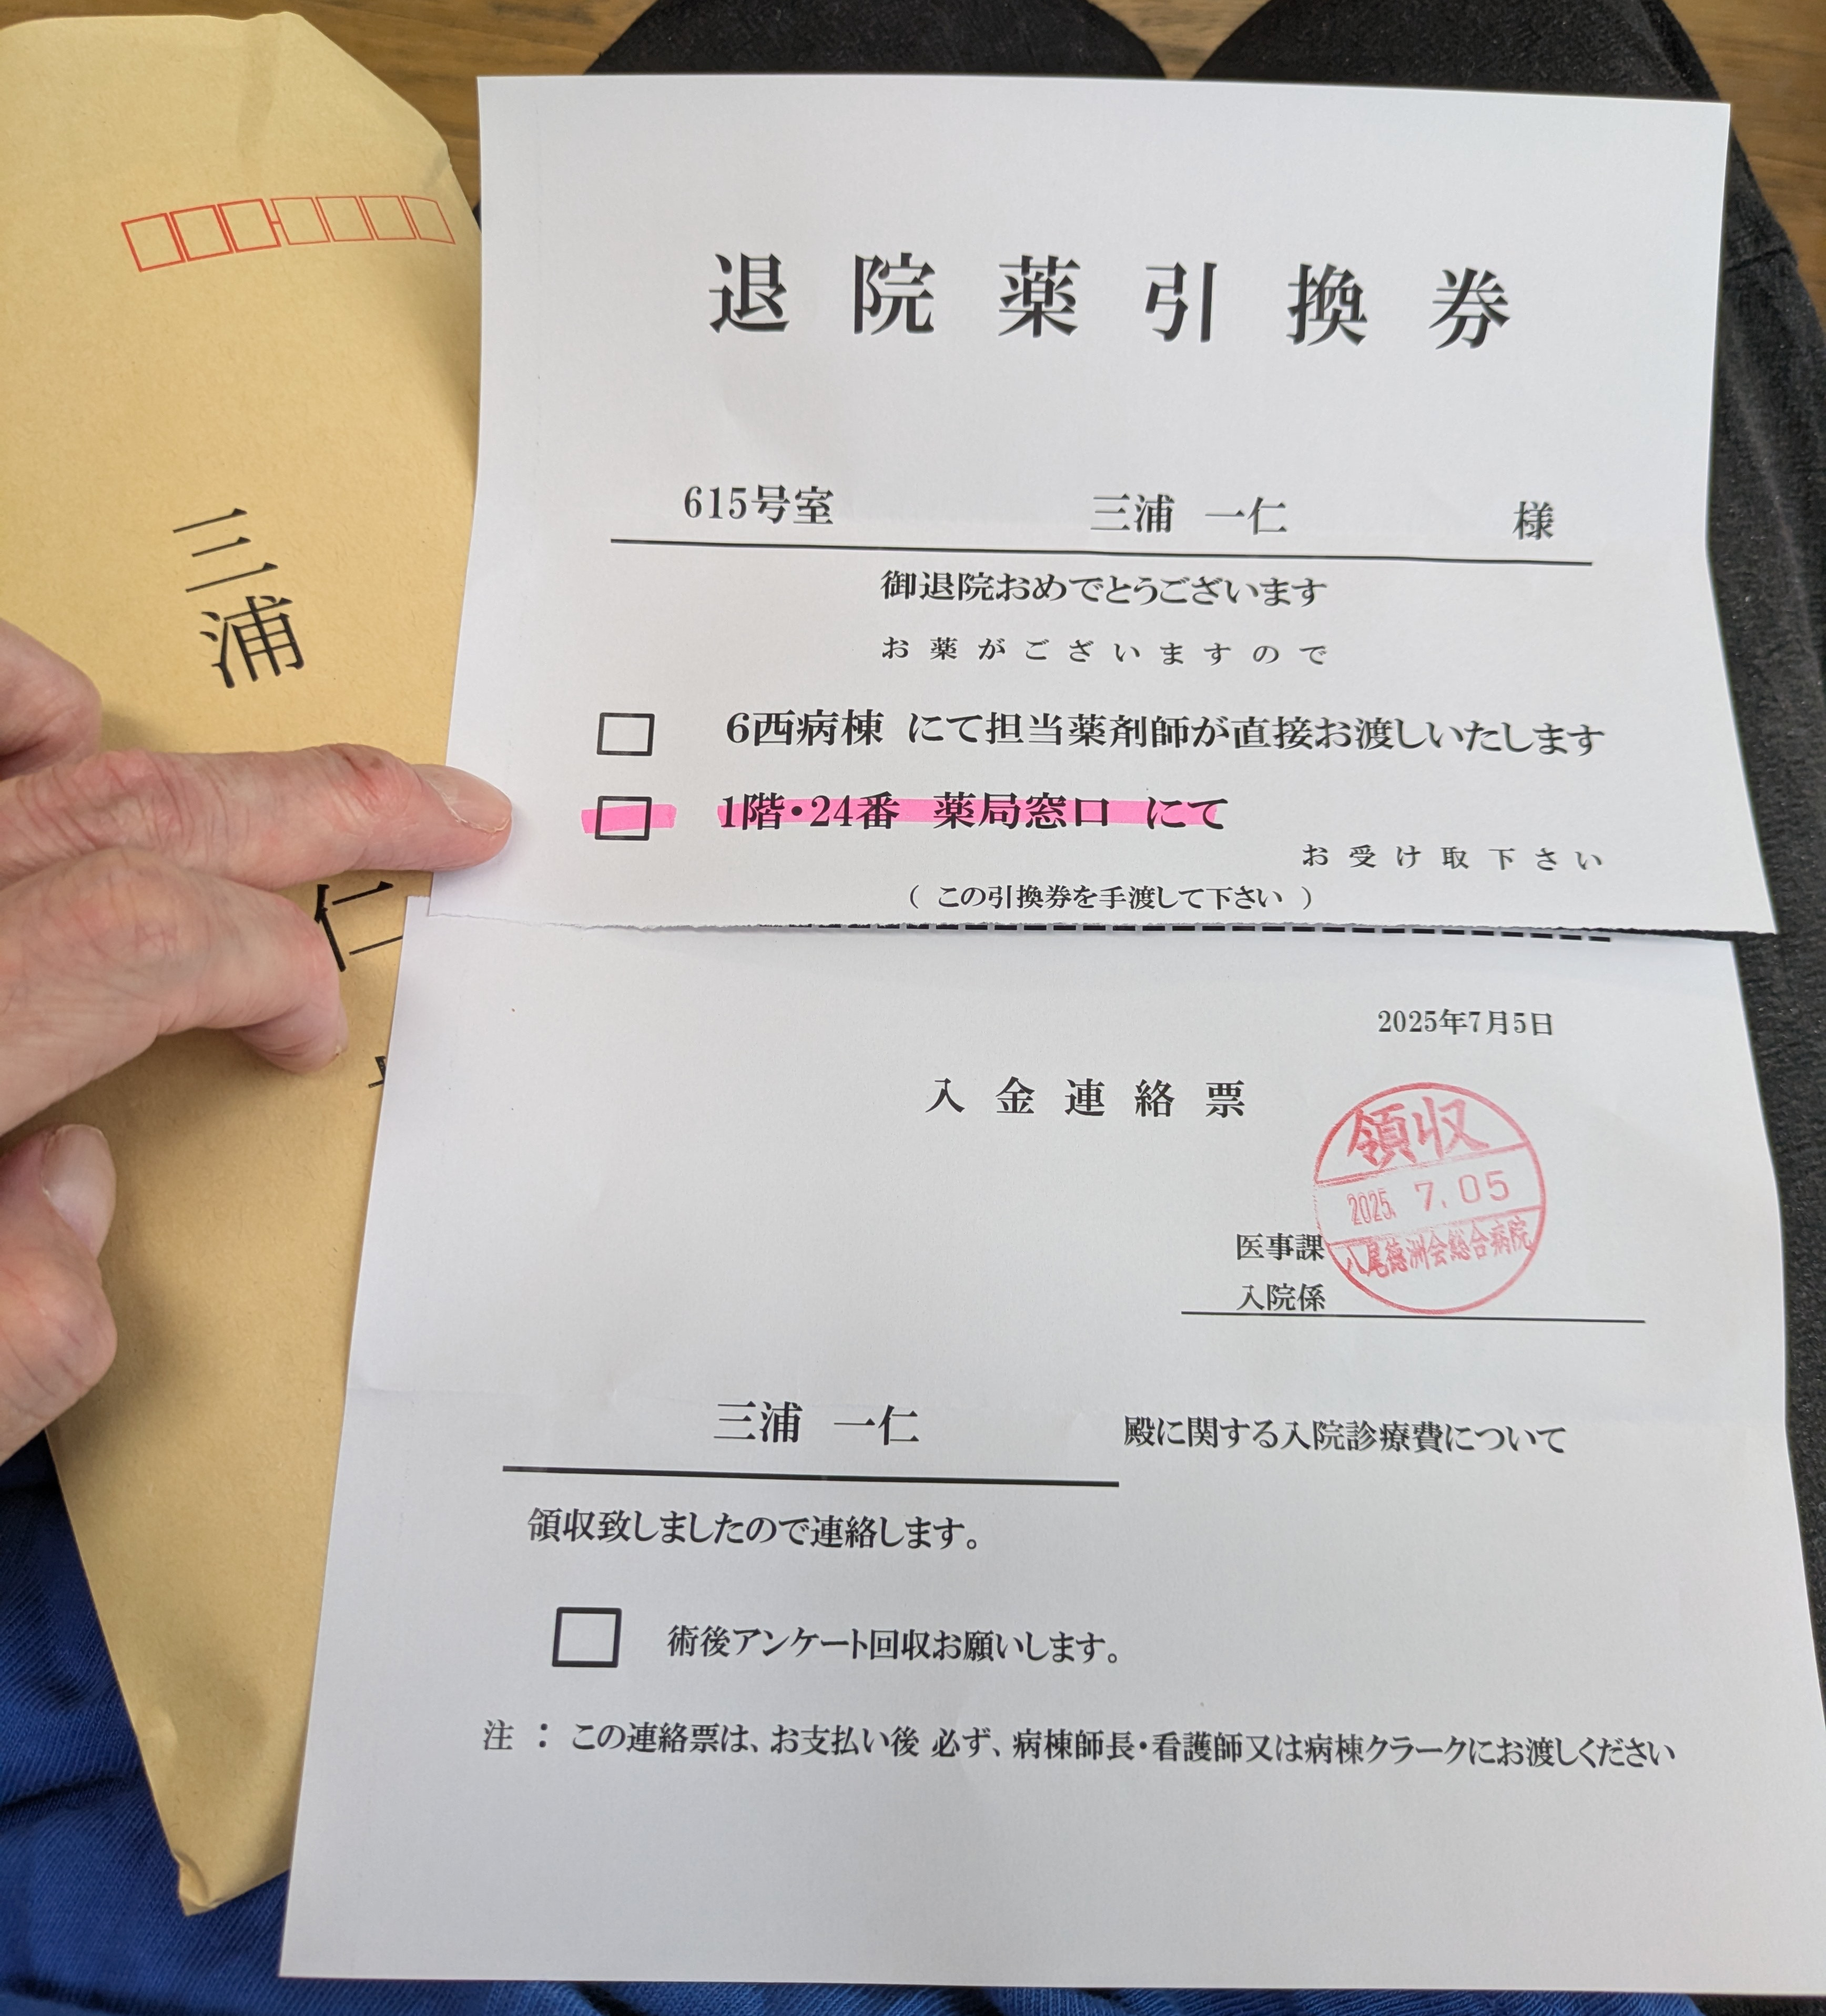 退院薬引換券
615号室 三浦 一仁 様
御退院おめでとうございます
お薬がございますので
□ 6西病棟 にて担当薬剤師が直接お渡しいたします
□ 1階・24番 薬局窓口 にて
お受け取下さい
( この引換券を手渡して下さい )
2025年7月5日
入金連絡票
領収
2025. 7.05
八尾徳洲会総合病院
医事課
入院係
三浦 一仁 殿に関する入院診療費について
領収致しましたので連絡します。
□ 術後アンケート回収お願いします。
注 : この連絡票は、お支払い後 必ず、病棟師長・看護師又は病棟クラークにお渡しください
三浦
仁